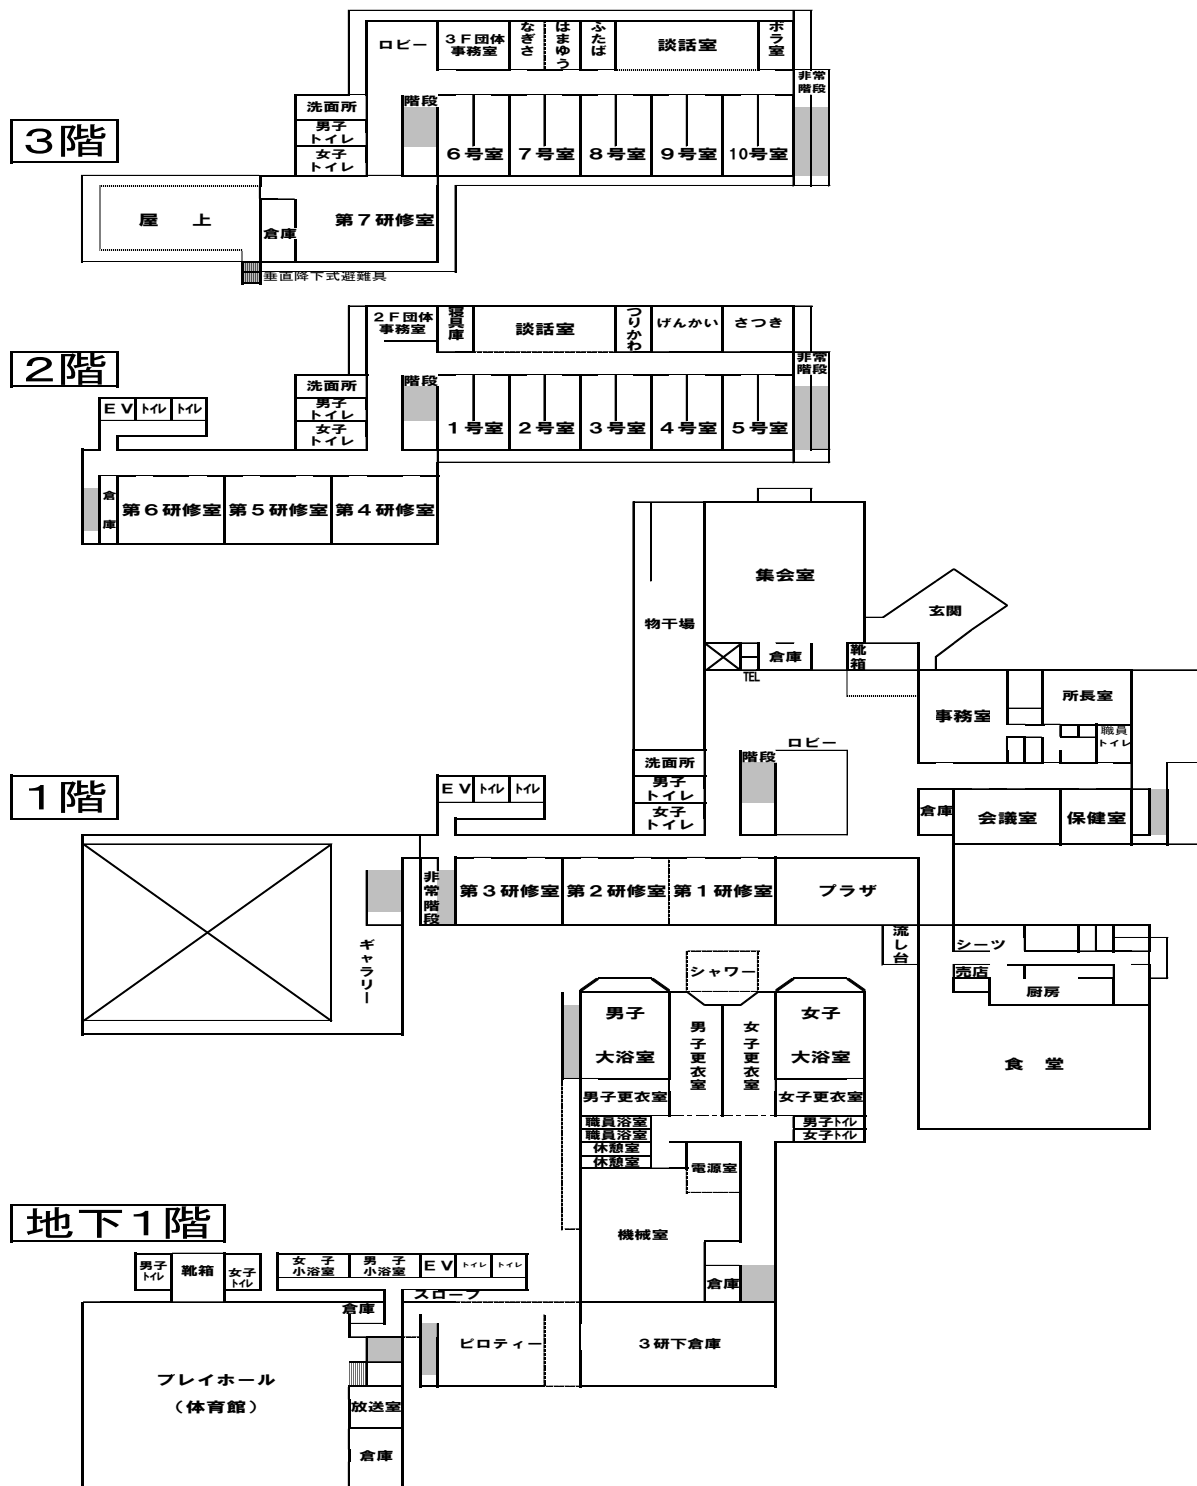 3階
ロビー
3F団体
事務室
なぎさ
はまゆう
ふたば
談話室
ボラ室
非常
階段
洗面所
男子
トイレ
女子
トイレ
階段
6号室
7号室
8号室
9号室
10号室
屋 上
倉庫
第7研修室
垂直降下式避難具
2階
2F団体
事務室
寝具庫
談話室
つりかわ
げんかい
さつき
非常
階段
洗面所
男子
トイレ
女子
トイレ
階段
1号室
2号室
3号室
4号室
5号室
EV
トイレ
トイレ
倉庫
第6研修室
第5研修室
第4研修室
1階
集会室
玄関
物干場
倉庫
靴箱
TEL
事務室
所長室
職員
トイレ
ロビー
階段
洗面所
男子
トイレ
女子
トイレ
EV
トイレ
トイレ
倉庫
会議室
保健室
非常階段
第3研修室
第2研修室
第1研修室
プラザ
ギャラリー
流し台
シーツ
売店
厨房
食 堂
地下1階
シャワー
男子
大浴室
男子更衣室
女子更衣室
女子
大浴室
男子更衣室
女子更衣室
職員浴室
職員浴室
休憩室
休憩室
男子トイレ
女子トイレ
電源室
機械室
倉庫
男子
トイレ
靴箱
女子
トイレ
女 子
小浴室
男 子
小浴室
EV
トイレ
トイレ
スロープ
倉庫
ピロティー
3研下倉庫
プレイホール
（体育館）
放送室
倉庫